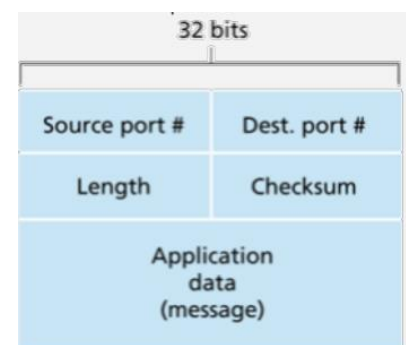 32 bits
Source port #
Dest. port #
Length
Checksum
Application
data
(message)